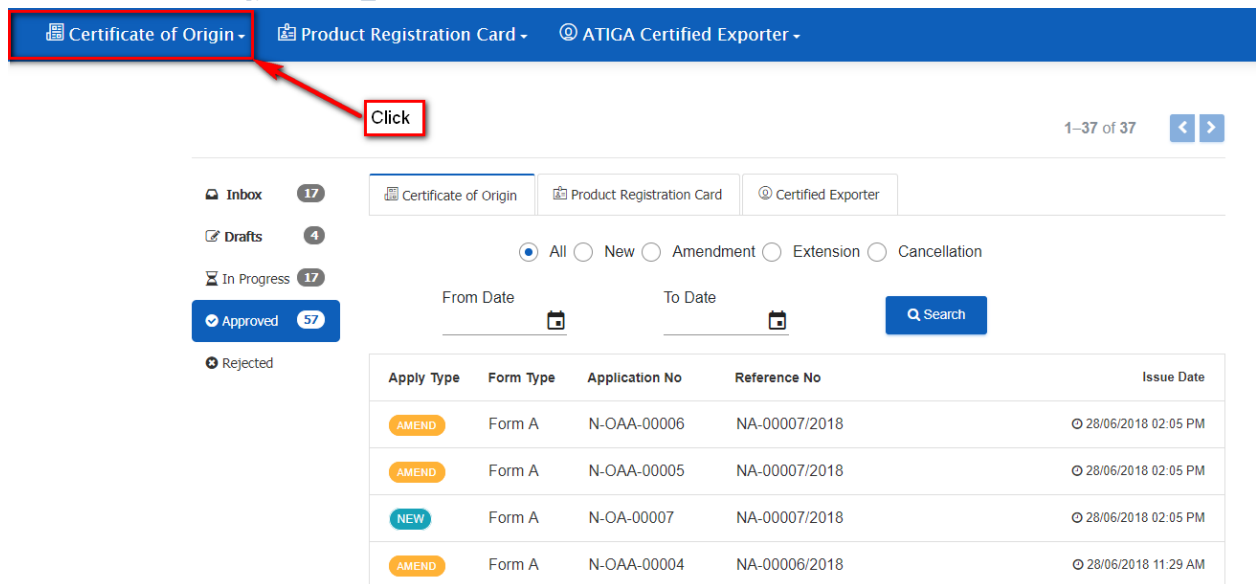 Certificate of Origin Product Registration Card ATIGA Certified Exporter
Click
1–37 of 37
Inbox 17
Drafts 4
In Progress 17
Approved 57
Rejected
Certificate of Origin Product Registration Card Certified Exporter
All New Amendment Extension Cancellation
From Date To Date
Search
Apply Type Form Type Application No Reference No Issue Date
AMEND Form A N-OAA-00006 NA-00007/2018 28/06/2018 02:05 PM
AMEND Form A N-OAA-00005 NA-00007/2018 28/06/2018 02:05 PM
NEW Form A N-OA-00007 NA-00007/2018 28/06/2018 02:05 PM
AMEND Form A N-OAA-00004 NA-00006/2018 28/06/2018 11:29 AM